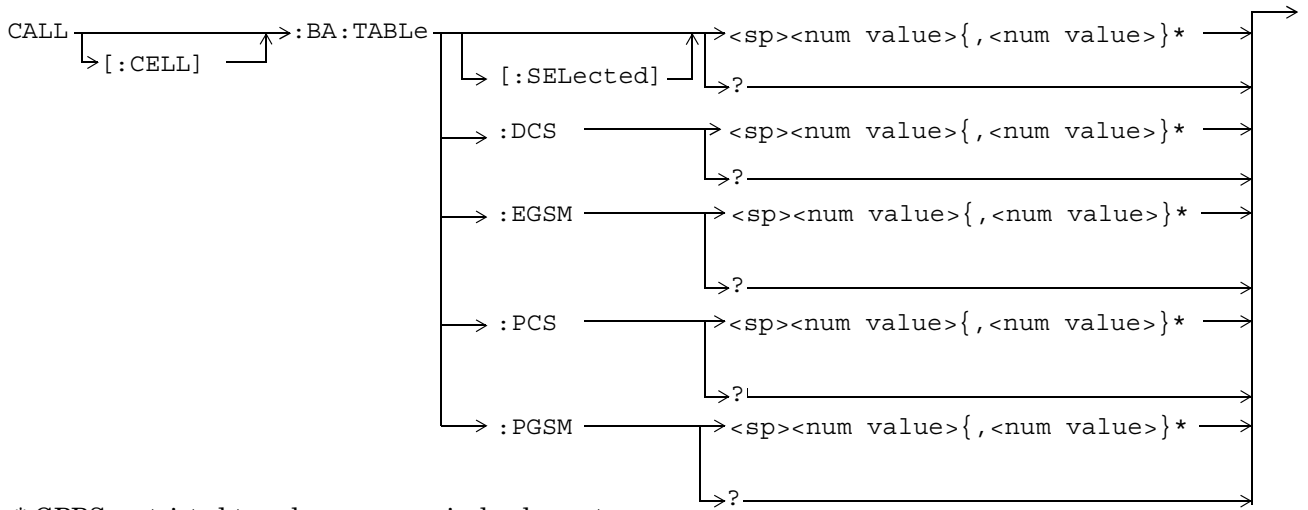 CALL :BA:TABLe <sp><num value>{,<num value>}*
[:CELL] [:SELected] ?
:DCS <sp><num value>{,<num value>}*
?
:EGSM <sp><num value>{,<num value>}*
?
:PCS <sp><num value>{,<num value>}*
?
:PGSM <sp><num value>{,<num value>}*
?